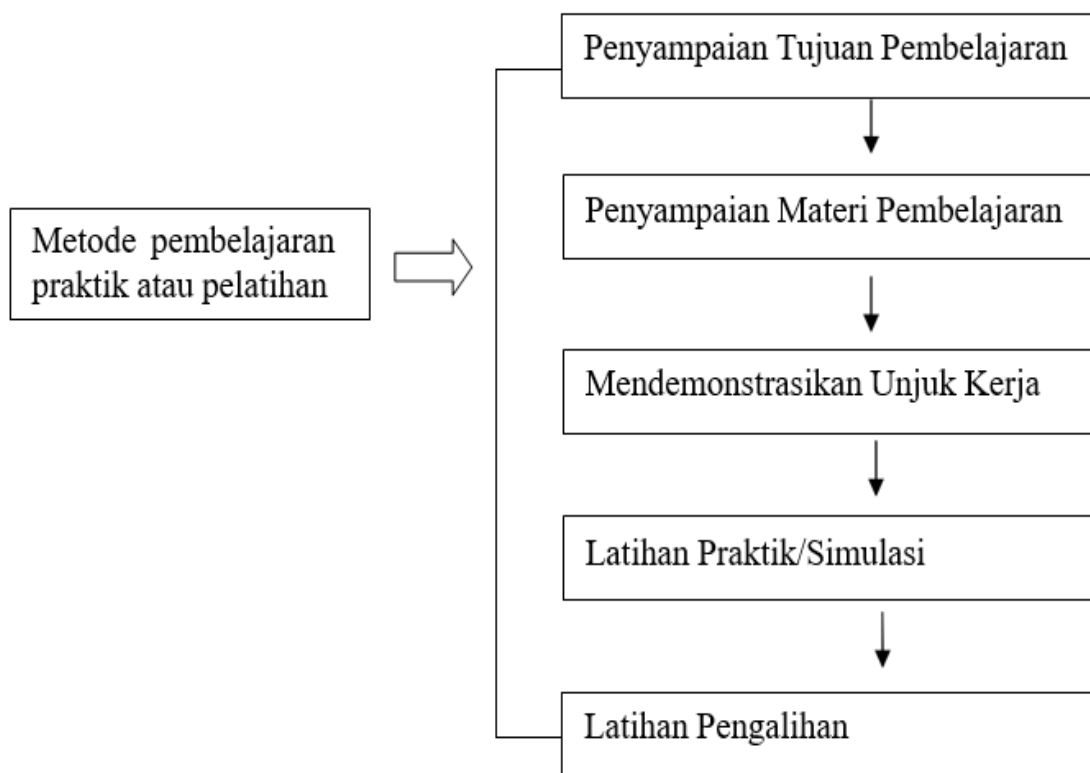 Penyampaian Tujuan Pembelajaran
Penyampaian Materi Pembelajaran
Metode pembelajaran
praktik atau pelatihan
Mendemonstrasikan Unjuk Kerja
Latihan Praktik/Simulasi
Latihan Pengalihan